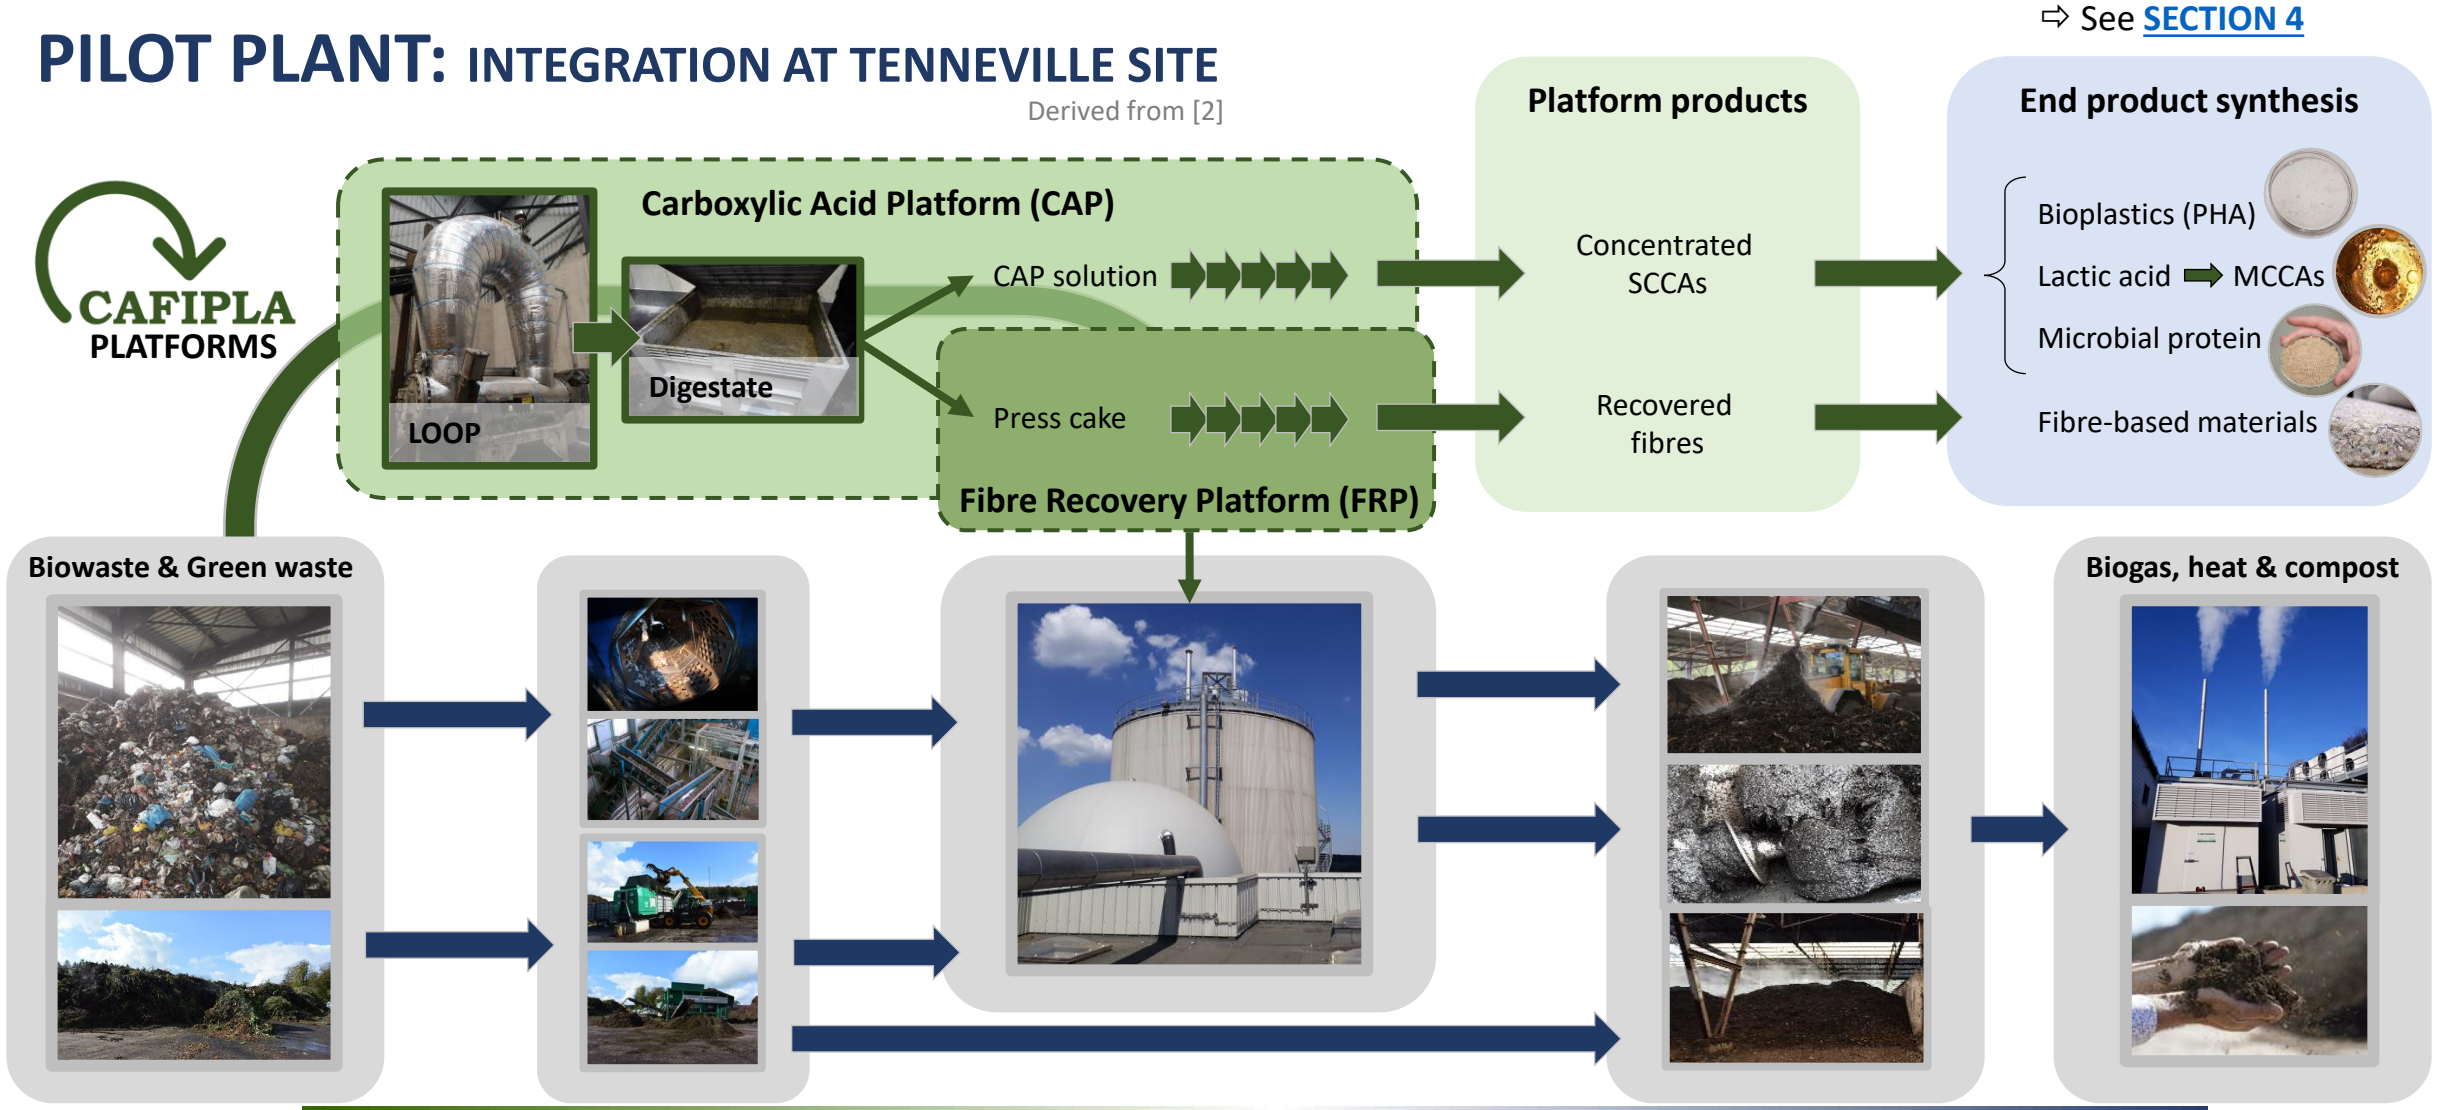 ⇨ See SECTION 4
PILOT PLANT: INTEGRATION AT TENNEVILLE SITE
Derived from [2]
CAFIPLA
PLATFORMS
Carboxylic Acid Platform (CAP)
LOOP
Digestate
CAP solution
Press cake
Fibre Recovery Platform (FRP)
Platform products
Concentrated
SCCAs
Recovered
fibres
End product synthesis
Bioplastics (PHA)
Lactic acid MCCAs
Microbial protein
Fibre-based materials
Biowaste & Green waste
Biogas, heat & compost